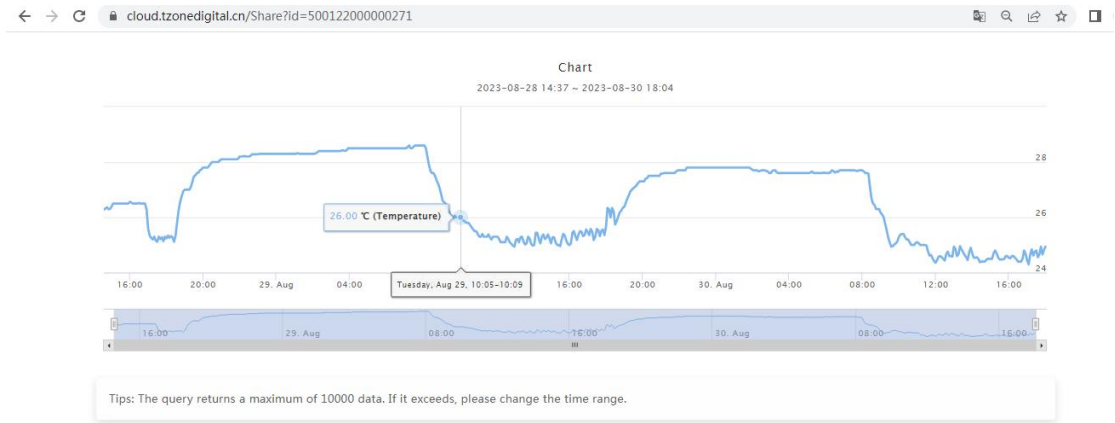 cloud.tzonedigital.cn/Share?id=500122000000271
Chart
2023-08-28 14:37 ~ 2023-08-30 18:04
28
26
24
26.00 ℃ (Temperature)
Tuesday, Aug 29, 10:05-10:09
16:00 20:00 29. Aug 04:00 16:00 20:00 30. Aug 04:00 08:00 12:00 16:00
16:00 29. Aug 08:00 16:00 30. Aug 08:00 16:00
Tips: The query returns a maximum of 10000 data. If it exceeds, please change the time range.